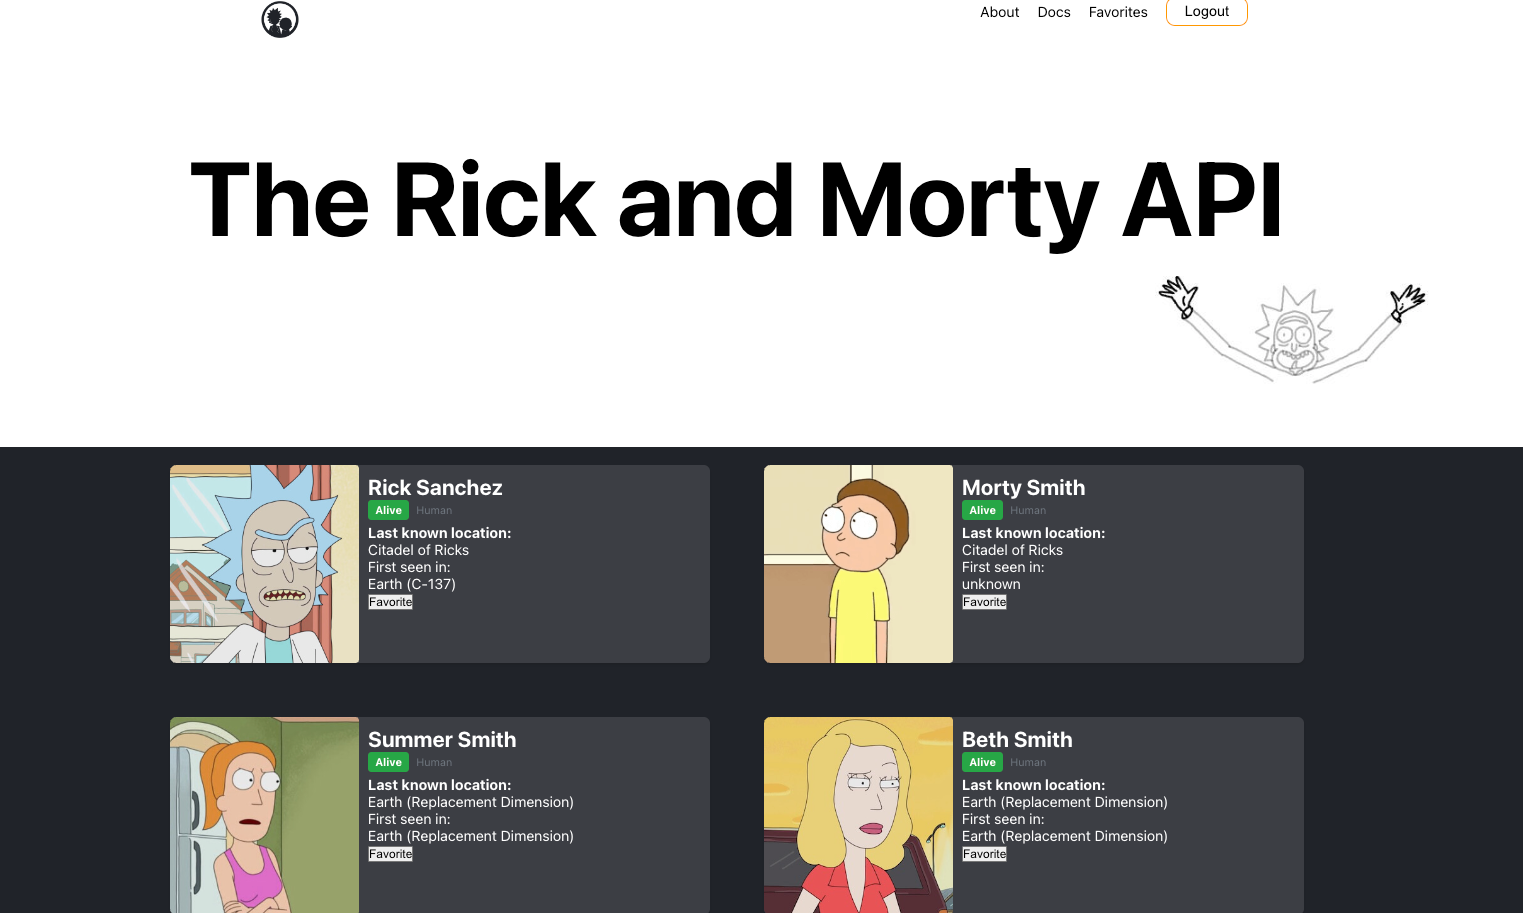 About Docs Favorites Logout
The Rick and Morty API
Rick Sanchez
Alive Human
Last known location:
Citadel of Ricks
First seen in:
Earth (C-137)
Favorite
Morty Smith
Alive Human
Last known location:
Citadel of Ricks
First seen in:
unknown
Favorite
Summer Smith
Alive Human
Last known location:
Earth (Replacement Dimension)
First seen in:
Earth (Replacement Dimension)
Favorite
Beth Smith
Alive Human
Last known location:
Earth (Replacement Dimension)
First seen in:
Earth (Replacement Dimension)
Favorite